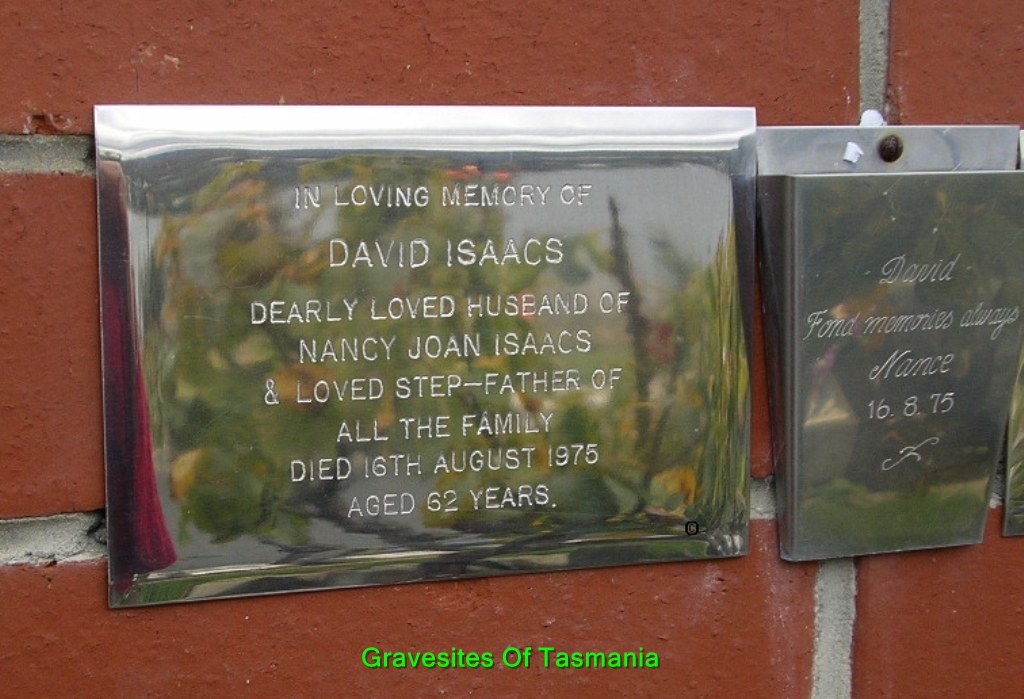 IN LOVING MEMORY OF
DAVID ISAACS
DEARLY LOVED HUSBAND OF
NANCY JOAN ISAACS
& LOVED STEP-FATHER OF
ALL THE FAMILY
DIED 16TH AUGUST 1975
AGED 62 YEARS.
©
David
Fond memories always
Nance
16. 8. 75
Gravesites Of Tasmania